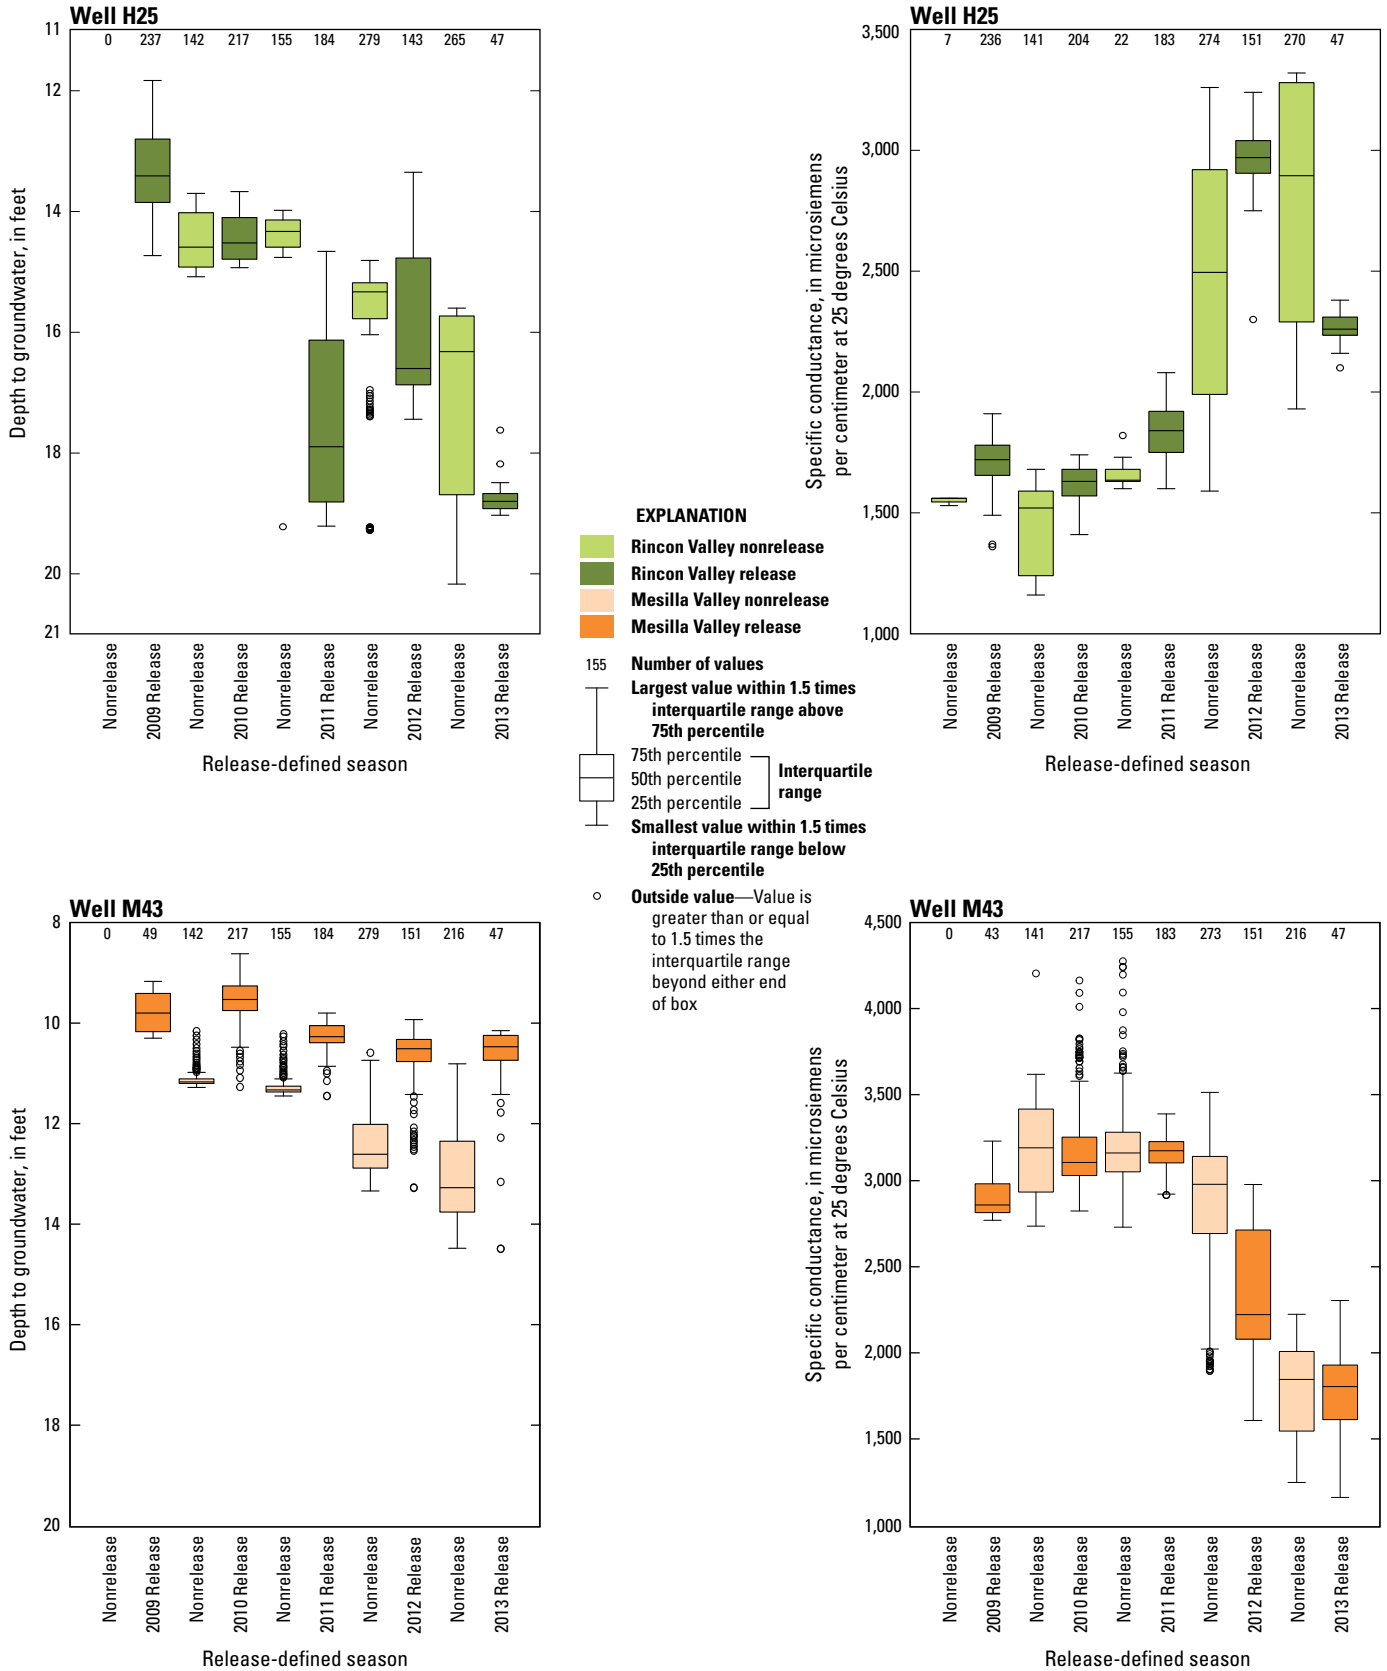 Well H25
11
12
14
16
18
20
21
Depth to groundwater, in feet
0 237 142 217 155 184 279 143 265 47
Nonrelease
2009 Release
Nonrelease
2010 Release
Nonrelease
2011 Release
Nonrelease
2012 Release
Nonrelease
2013 Release
Release-defined season
Well H25
3,500
3,000
2,500
2,000
1,500
1,000
Specific conductance, in microsiemens
per centimeter at 25 degrees Celsius
7 236 141 204 22 183 274 151 270 47
Nonrelease
2009 Release
Nonrelease
2010 Release
Nonrelease
2011 Release
Nonrelease
2012 Release
Nonrelease
2013 Release
Release-defined season
EXPLANATION
Rincon Valley nonrelease
Rincon Valley release
Mesilla Valley nonrelease
Mesilla Valley release
155 Number of values
Largest value within 1.5 times
interquartile range above
75th percentile
75th percentile
50th percentile
25th percentile
Interquartile
range
Smallest value within 1.5 times
interquartile range below
25th percentile
Outside value—Value is
greater than or equal
to 1.5 times the
interquartile range
beyond either end
of box
Well M43
8
10
12
14
16
18
20
Depth to groundwater, in feet
0 49 142 217 155 184 279 151 216 47
Nonrelease
2009 Release
Nonrelease
2010 Release
Nonrelease
2011 Release
Nonrelease
2012 Release
Nonrelease
2013 Release
Release-defined season
Well M43
4,500
4,000
3,500
3,000
2,500
2,000
1,500
1,000
Specific conductance, in microsiemens
per centimeter at 25 degrees Celsius
0 43 141 217 155 183 273 151 216 47
Nonrelease
2009 Release
Nonrelease
2010 Release
Nonrelease
2011 Release
Nonrelease
2012 Release
Nonrelease
2013 Release
Release-defined season